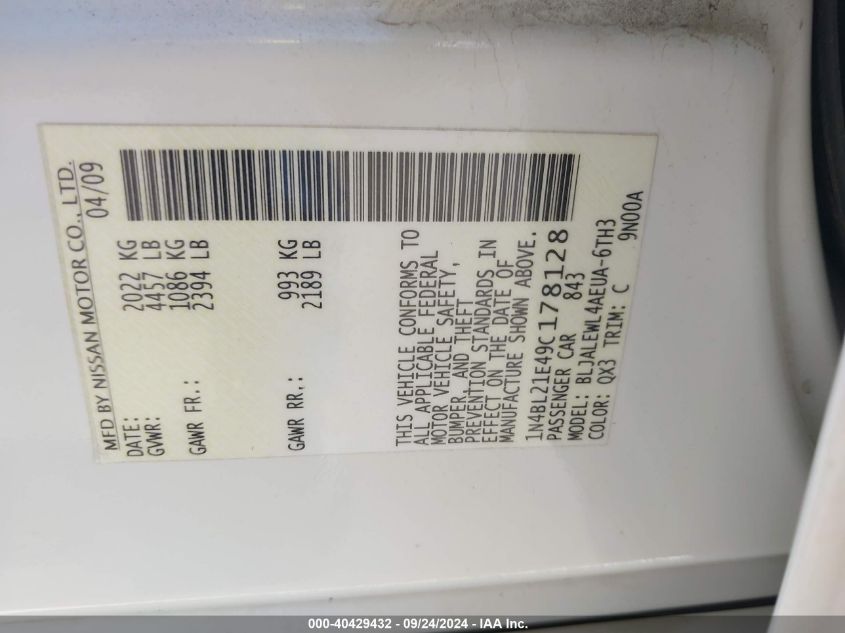 MFD BY NISSAN MOTOR CO., LTD.
DATE: 04/09
GVWR: 2022 KG
4457 LB
GAWR FR.: 1086 KG
2394 LB
GAWR RR.: 993 KG
2189 LB
THIS VEHICLE CONFORMS TO
ALL APPLICABLE FEDERAL
MOTOR VEHICLE SAFETY,
BUMPER, AND THEFT
PREVENTION STANDARDS IN
EFFECT ON THE DATE OF
MANUFACTURE SHOWN ABOVE.
1N4BL21E49C178128
PASSENGER CAR 843
MODEL: BLJALEWL4AEUA-6TH3
COLOR: QX3 TRIM: C 9N00A
000-40429432 - 09/24/2024 - IAA Inc.